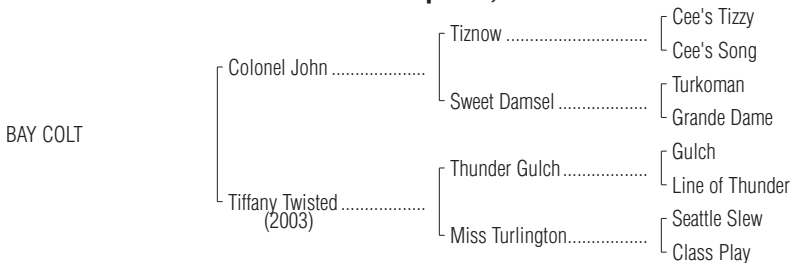 Cee's Tizzy
Tiznow ..............................
Cee's Song
Colonel John ....................
Turkoman
Sweet Damsel ...................
Grande Dame
BAY COLT
Gulch
Thunder Gulch ..................
Line of Thunder
Tiffany Twisted ..................
(2003)
Seattle Slew
Miss Turlington.................
Class Play